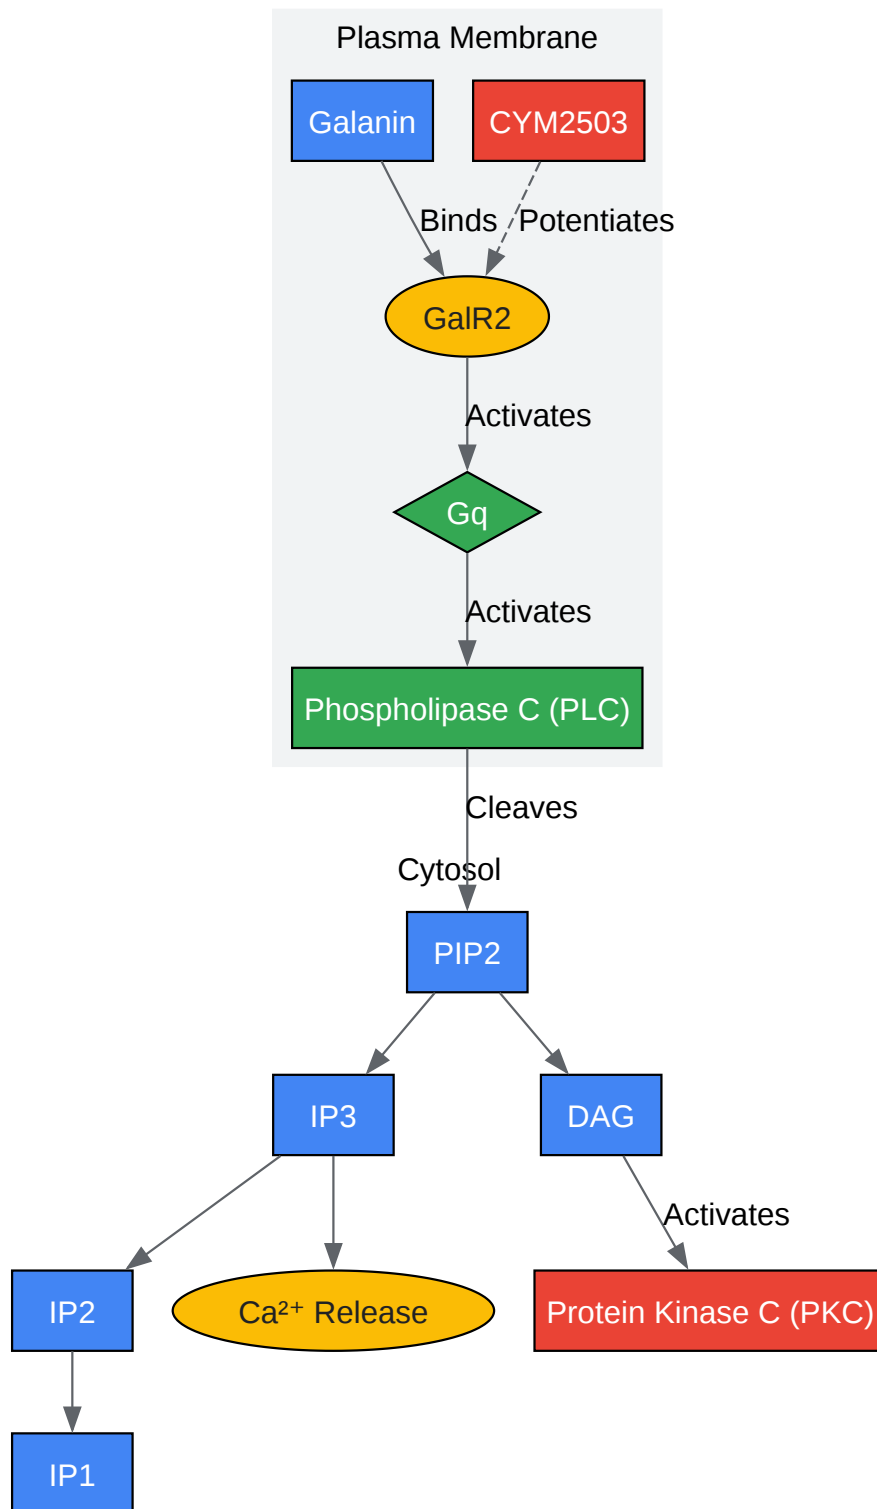 Plasma Membrane
Galanin
CYM2503
Binds
Potentiates
GalR2
Activates
Gq
Activates
Phospholipase C (PLC)
Cleaves
Cytosol
PIP2
IP3
DAG
Activates
IP2
Ca²⁺ Release
Protein Kinase C (PKC)
IP1